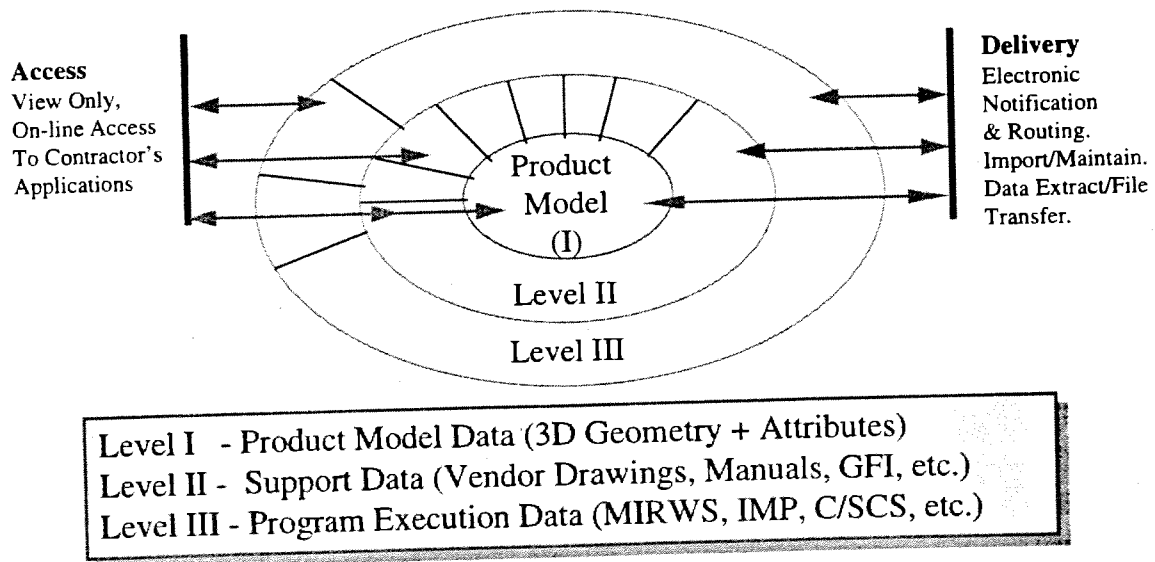 Access
View Only,
On-line Access
To Contractor's
Applications
Product
Model
(I)
Level II
Level III
Delivery
Electronic
Notification
& Routing.
Import/Maintain.
Data Extract/File
Transfer.
Level I - Product Model Data (3D Geometry + Attributes)
Level II - Support Data (Vendor Drawings, Manuals, GFI, etc.)
Level III - Program Execution Data (MIRWS, IMP, C/SCS, etc.)